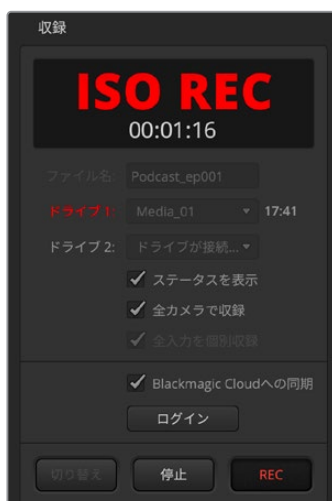 収録
ISO REC
00:01:16
ファイル名: Podcast_ep001
ドライブ 1: Media_01 17:41
ドライブ 2: ドライブが接続...
ステータスを表示
全カメラで収録
全入力を個別収録
Blackmagic Cloudへの同期
ログイン
切り替え 停止 REC